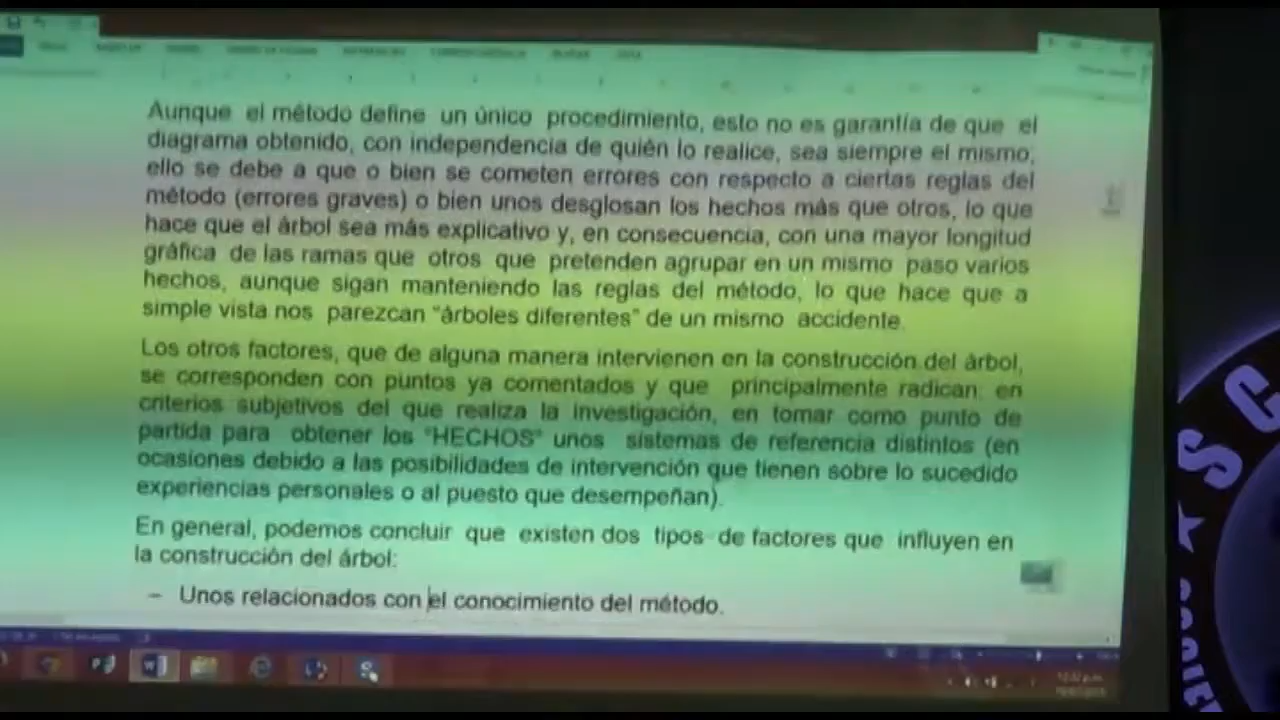 Aunque el método define un único procedimiento, esto no es garantía de que el
diagrama obtenido, con independencia de quién lo realice, sea siempre el mismo,
ello se debe a que o bien se cometen errores con respecto a ciertas reglas del
método (errores graves) o bien unos desglosan los hechos más que otros, lo que
hace que el árbol sea más explicativo y, en consecuencia, con una mayor longitud
gráfica de las ramas que otros que pretenden agrupar en un mismo paso varios
hechos, aunque sigan manteniendo las reglas del método, lo que hace que a
simple vista nos parezcan "árboles diferentes" de un mismo accidente.
Los otros factores, que de alguna manera intervienen en la construcción del árbol,
se corresponden con puntos ya comentados y que principalmente radican: en
criterios subjetivos del que realiza la investigación, en tomar como punto de
partida para obtener los "HECHOS" unos sistemas de referencia distintos (en
ocasiones debido a las posibilidades de intervención que tienen sobre lo sucedido
experiencias personales o al puesto que desempeñan).
En general, podemos concluir que existen dos tipos de factores que influyen en
la construcción del árbol:
– Unos relacionados con el conocimiento del método.